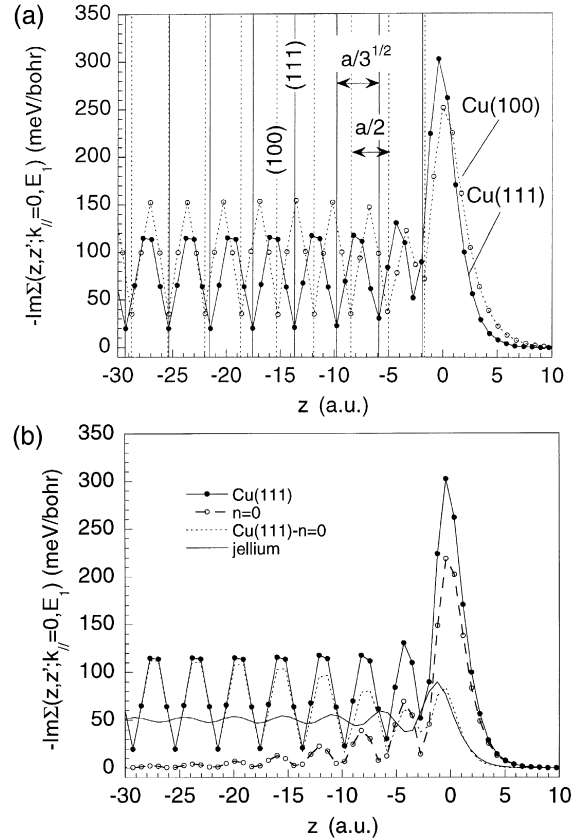 (a)
350
300
250
200
150
100
50
0
-ImΣ(z,z';k//=0,E1) (meV/bohr)
(100)
(111)
a/3^1/2
a/2
Cu(100)
Cu(111)
-30 -25 -20 -15 -10 -5 0 5 10
z (a.u.)
(b)
350
300
250
200
150
100
50
0
-ImΣ(z,z';k//=0,E1) (meV/bohr)
Cu(111)
n=0
Cu(111)-n=0
jellium
-30 -25 -20 -15 -10 -5 0 5 10
z (a.u.)